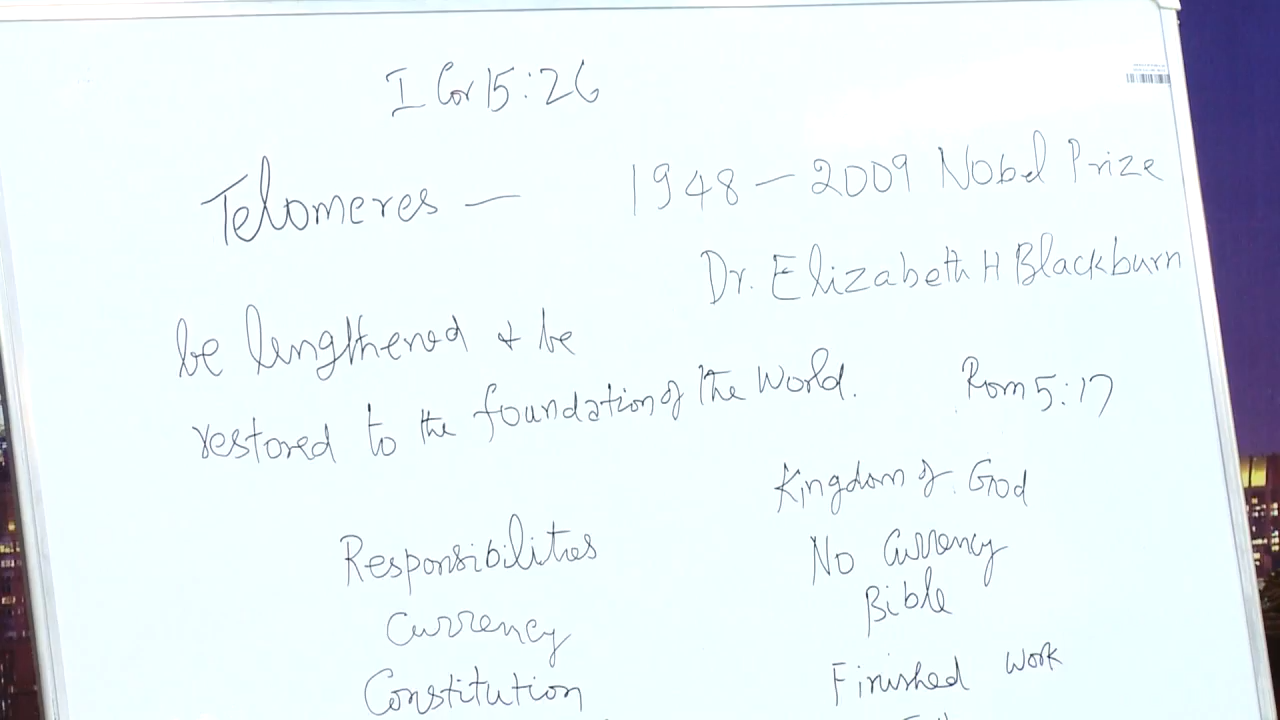 I Cor 15:26
Telomeres — 1948 – 2009 Nobel Prize
Dr. Elizabeth H Blackburn
be lengthened & be
restored to the foundation of the World. Rom 5:17
Kingdom of God
Responsibilities No Currency
Currency Bible
Constitution Finished work